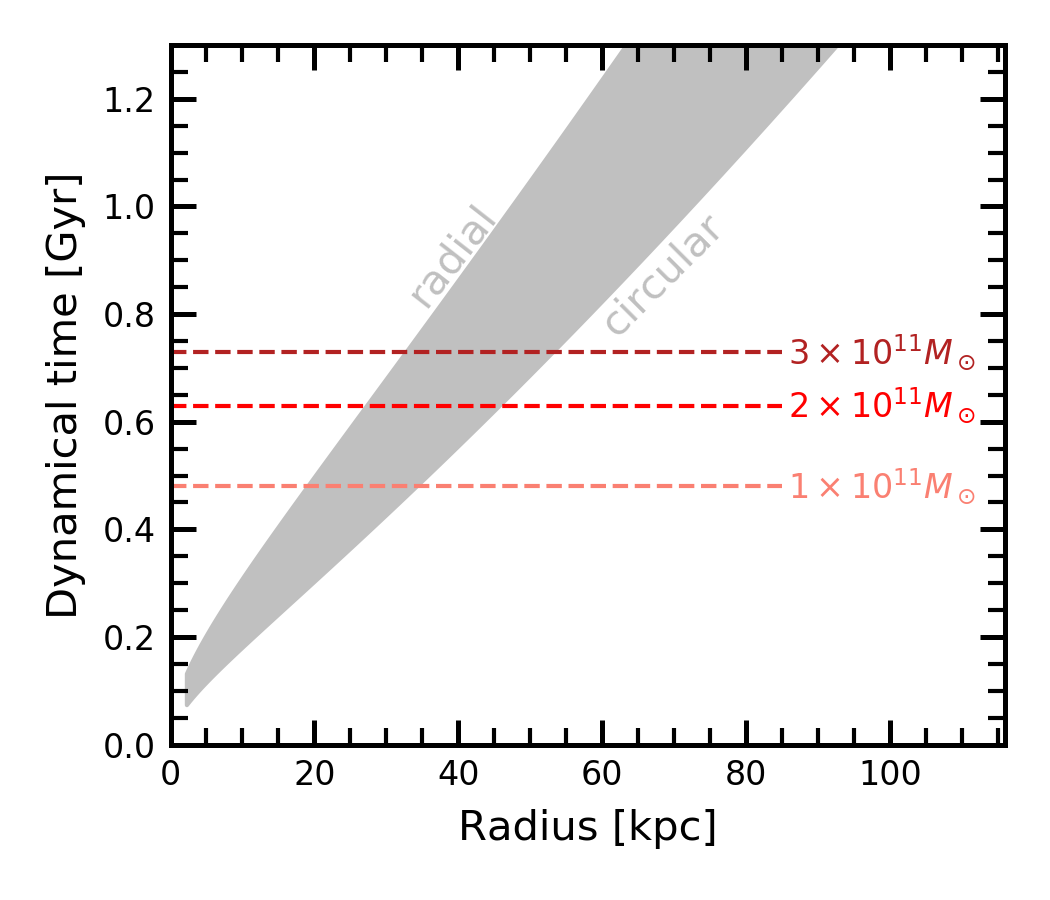 Dynamical time [Gyr]
1.2
1.0
0.8
0.6
0.4
0.2
0.0
radial
circular
3 × 10¹¹M⊙
2 × 10¹¹M⊙
1 × 10¹¹M⊙
0 20 40 60 80 100
Radius [kpc]